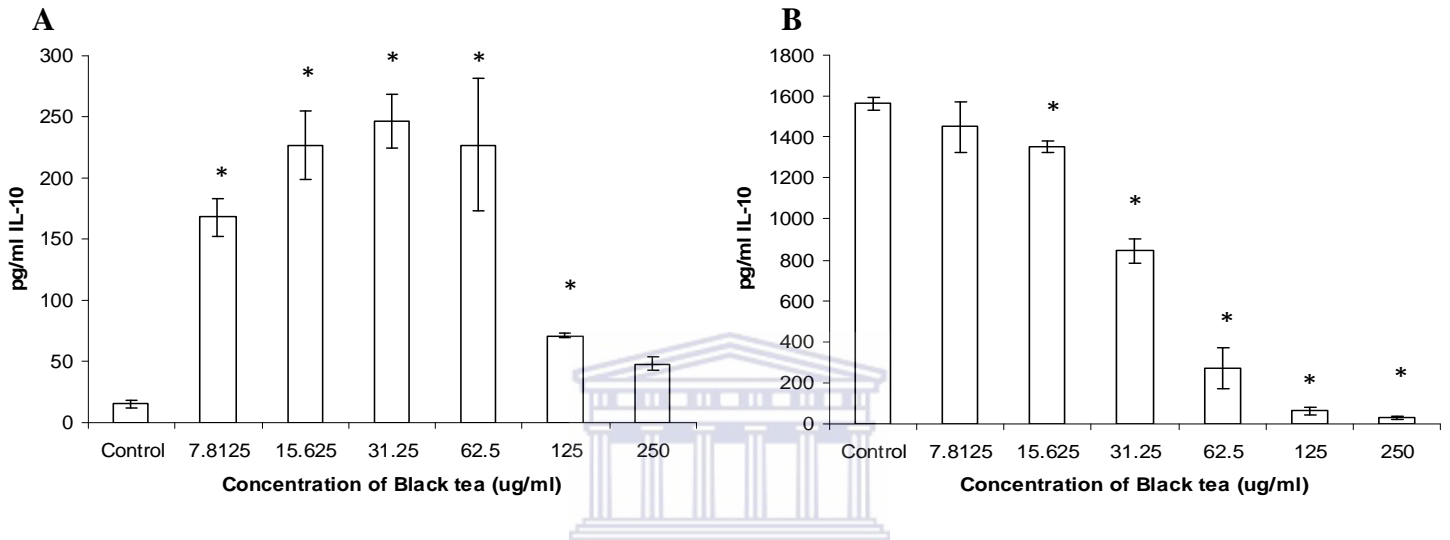 A
300
250
200
150
100
50
0
pg/ml IL-10
* * * * *
Control 7.8125 15.625 31.25 62.5 125 250
Concentration of Black tea (ug/ml)
B
1800
1600
1400
1200
1000
800
600
400
200
0
pg/ml IL-10
* * * * *
Control 7.8125 15.625 31.25 62.5 125 250
Concentration of Black tea (ug/ml)